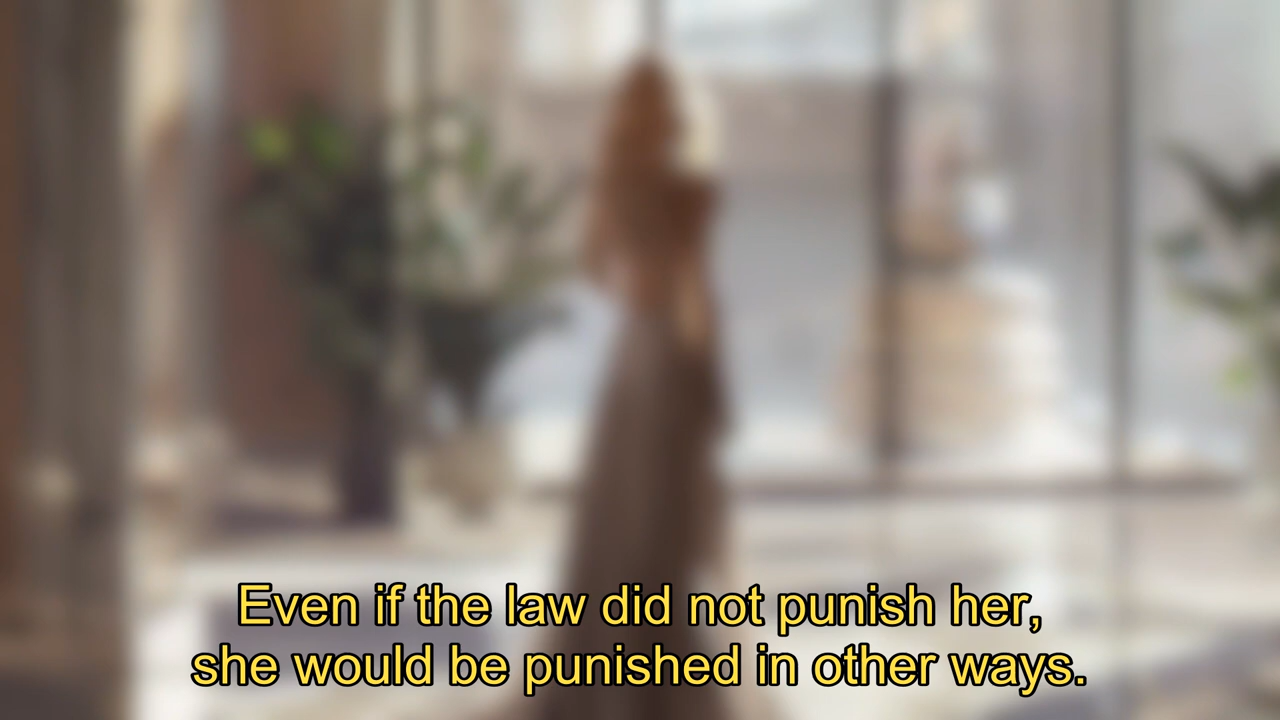 Even if the law did not punish her,
she would be punished in other ways.